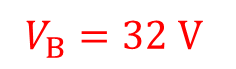 V_B = 32 V